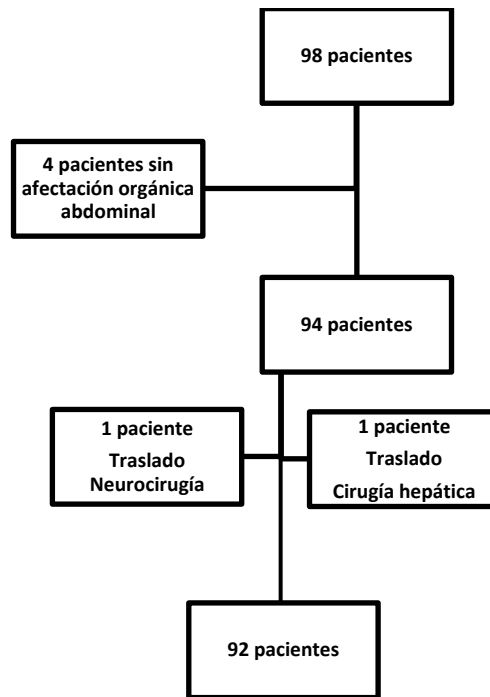 98 pacientes
4 pacientes sin
afectación orgánica
abdominal
94 pacientes
1 paciente
Traslado
Neurocirugía
1 paciente
Traslado
Cirugía hepática
92 pacientes